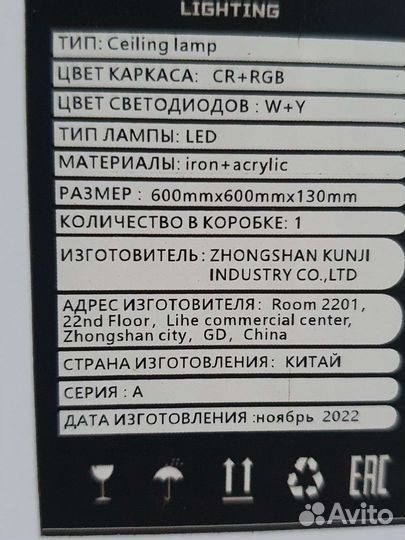 LIGHTING
ТИП: Ceiling lamp
ЦВЕТ КАРКАСА: CR+RGB
ЦВЕТ СВЕТОДИОДОВ : W+Y
ТИП ЛАМПЫ: LED
МАТЕРИАЛЫ: iron+acrylic
РАЗМЕР : 600mmx600mmx130mm
КОЛИЧЕСТВО В КОРОБКЕ: 1
ИЗГОТОВИТЕЛЬ: ZHONGSHAN KUNJI
INDUSTRY CO.,LTD
АДРЕС ИЗГОТОВИТЕЛЯ: Room 2201,
22nd Floor, Lihe commercial center,
Zhongshan city, GD, China
СТРАНА ИЗГОТОВЛЕНИЯ: КИТАЙ
СЕРИЯ : A
ДАТА ИЗГОТОВЛЕНИЯ :ноябрь 2022
EAC
Avito